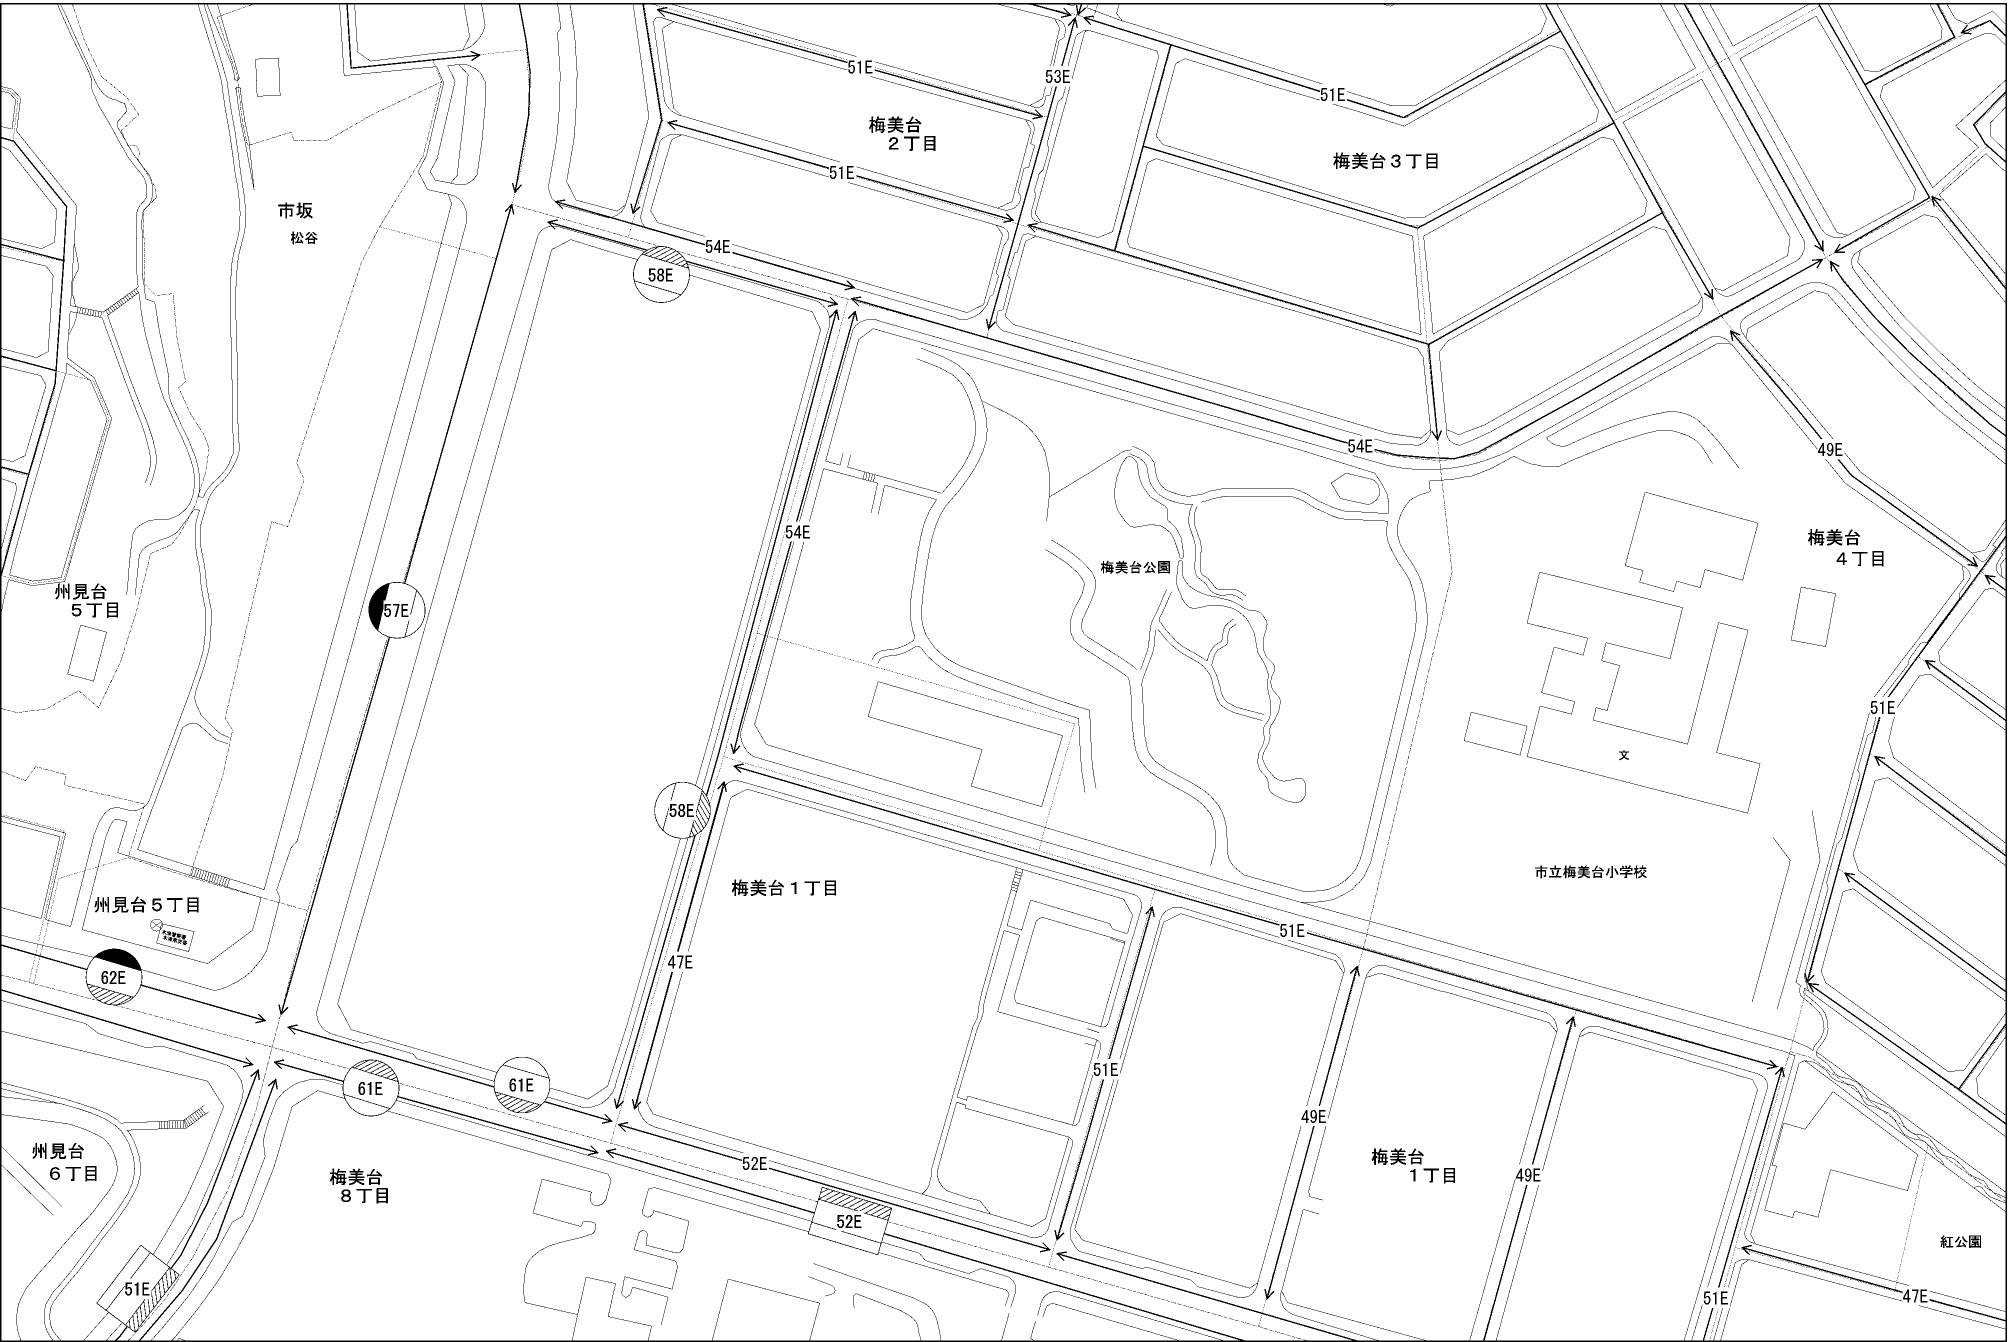 51E
53E
51E
梅美台
２丁目
51E
梅美台３丁目
市坂
松谷
54E
58E
54E
49E
54E
梅美台
４丁目
梅美台公園
州見台
５丁目
57E
51E
文
58E
梅美台１丁目
市立梅美台小学校
州見台５丁目
51E
47E
62E
61E
61E
51E
49E
州見台
６丁目
52E
梅美台
１丁目
49E
梅美台
８丁目
52E
紅公園
51E
51E
47E